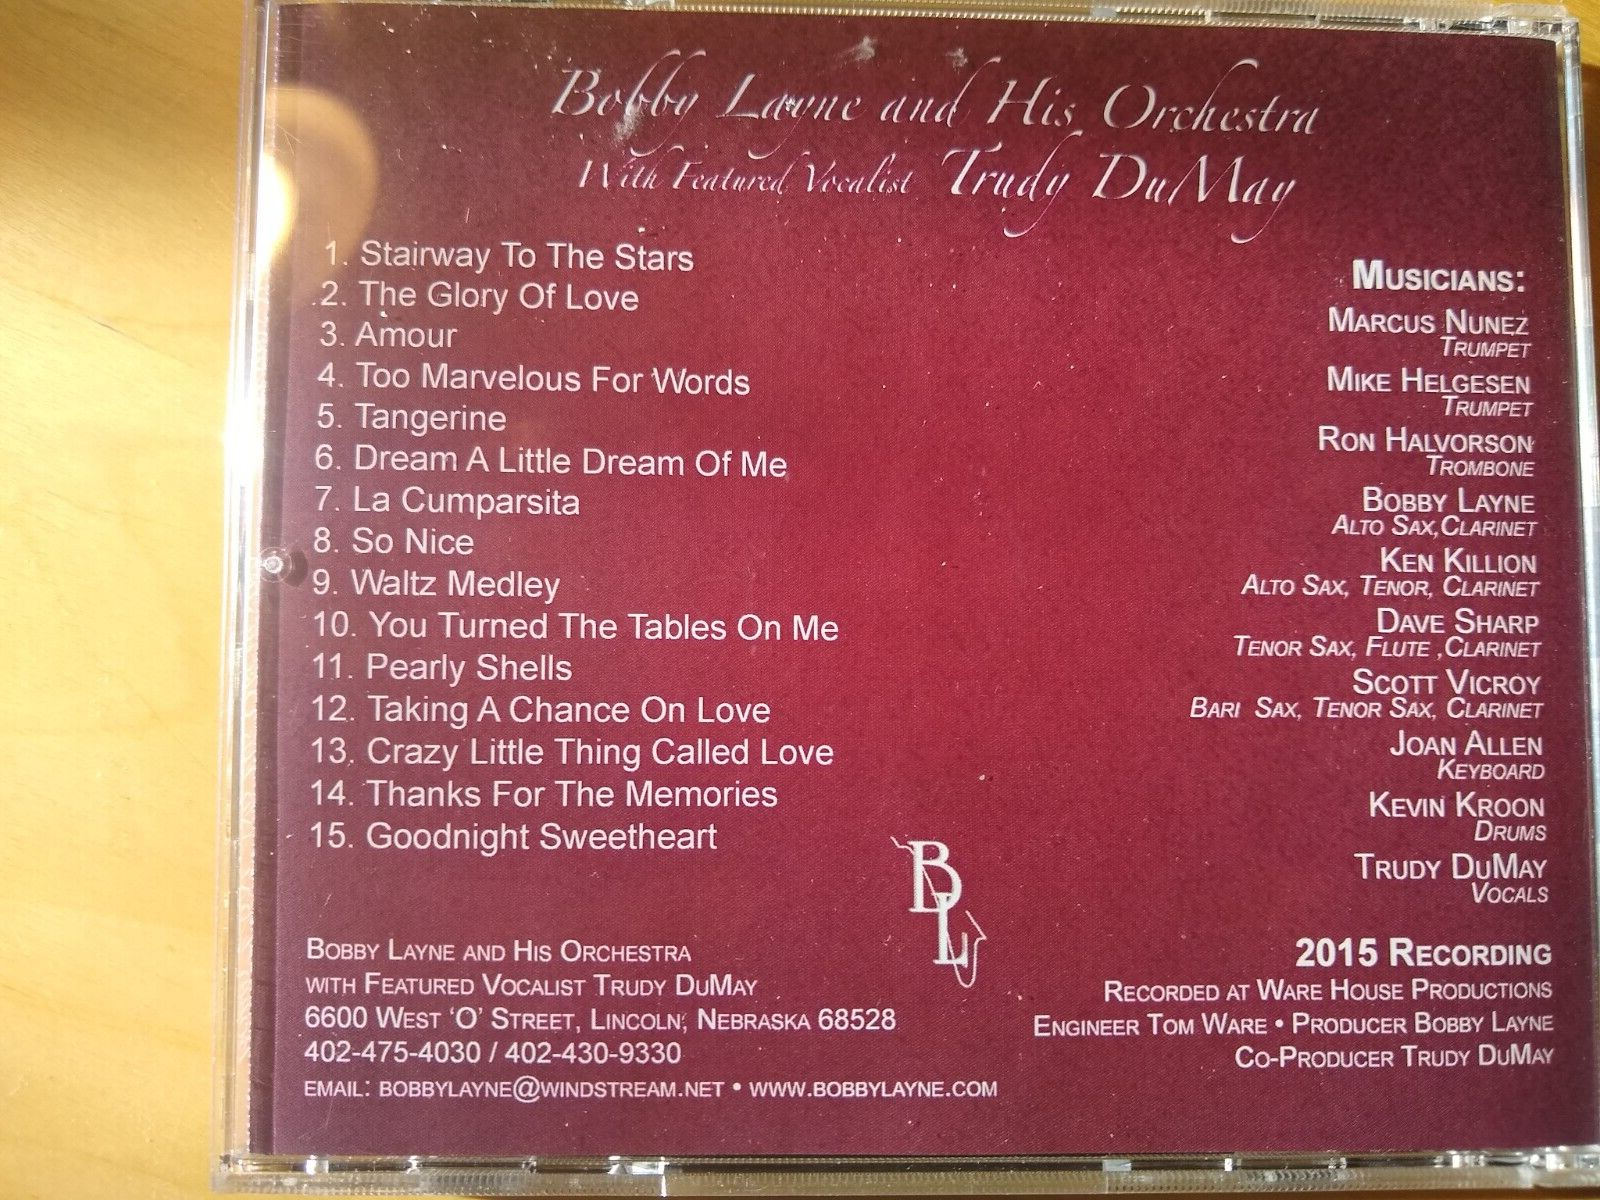 Bobby Layne and His Orchestra
With Featured Vocalist Trudy DuMay
1. Stairway To The Stars
2. The Glory Of Love
3. Amour
4. Too Marvelous For Words
5. Tangerine
6. Dream A Little Dream Of Me
7. La Cumparsita
8. So Nice
9. Waltz Medley
10. You Turned The Tables On Me
11. Pearly Shells
12. Taking A Chance On Love
13. Crazy Little Thing Called Love
14. Thanks For The Memories
15. Goodnight Sweetheart
MUSICIANS:
MARCUS NUNEZ
TRUMPET
MIKE HELGESEN
TRUMPET
RON HALVORSON
TROMBONE
BOBBY LAYNE
ALTO SAX,CLARINET
KEN KILLION
ALTO SAX, TENOR, CLARINET
DAVE SHARP
TENOR SAX, FLUTE ,CLARINET
SCOTT VICROY
BARI SAX, TENOR SAX, CLARINET
JOAN ALLEN
KEYBOARD
KEVIN KROON
DRUMS
TRUDY DUMAY
VOCALS
BL
BOBBY LAYNE AND HIS ORCHESTRA
WITH FEATURED VOCALIST TRUDY DUMAY
6600 WEST 'O' STREET, LINCOLN, NEBRASKA 68528
402-475-4030 / 402-430-9330
EMAIL: BOBBYLAYNE@WINDSTREAM.NET • WWW.BOBBYLAYNE.COM
2015 RECORDING
RECORDED AT WARE HOUSE PRODUCTIONS
ENGINEER TOM WARE • PRODUCER BOBBY LAYNE
CO-PRODUCER TRUDY DUMAY